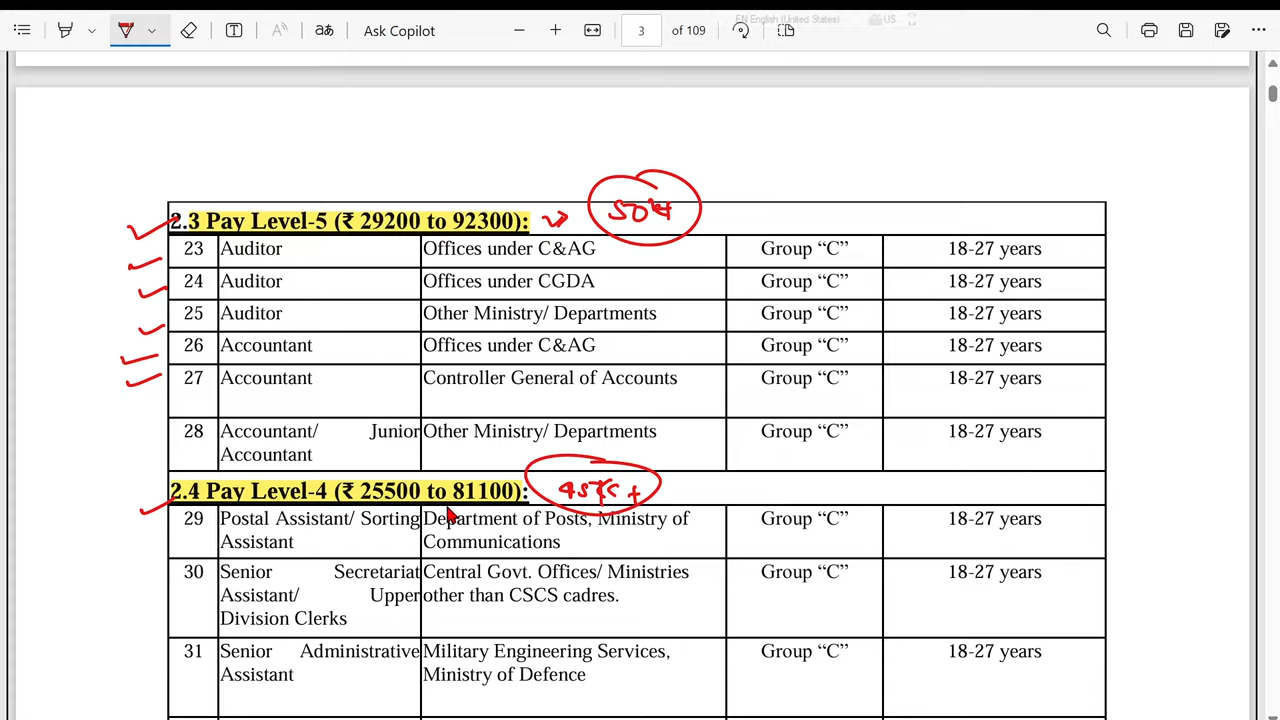 EN English (United States) US
Ask Copilot
3 of 109
2.3 Pay Level-5 (₹ 29200 to 92300):
23 Auditor Offices under C&AG Group “C” 18-27 years
24 Auditor Offices under CGDA Group “C” 18-27 years
25 Auditor Other Ministry/ Departments Group “C” 18-27 years
26 Accountant Offices under C&AG Group “C” 18-27 years
27 Accountant Controller General of Accounts Group “C” 18-27 years
28 Accountant/ Junior Other Ministry/ Departments Group “C” 18-27 years
Accountant
2.4 Pay Level-4 (₹ 25500 to 81100):
29 Postal Assistant/ Sorting Department of Posts, Ministry of Group “C” 18-27 years
Assistant Communications
30 Senior Secretariat Central Govt. Offices/ Ministries Group “C” 18-27 years
Assistant/ Upper other than CSCS cadres.
Division Clerks
31 Senior Administrative Military Engineering Services, Group “C” 18-27 years
Assistant Ministry of Defence